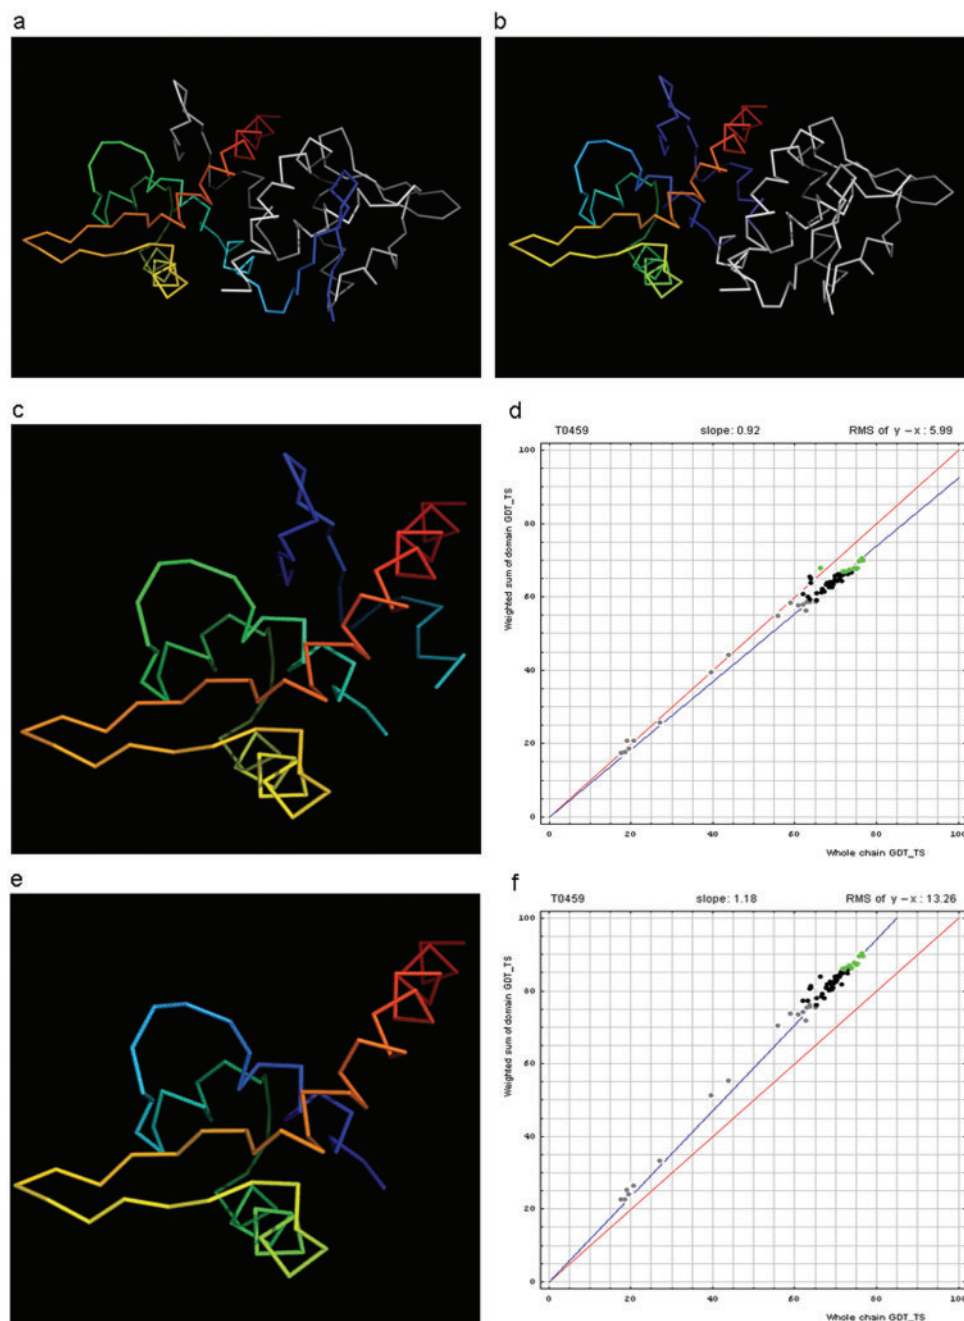 a
b
c
d
T0459 slope: 0.92 RMS of y-x: 5.99
100
80
60
40
20
0
Weighted sum of domain GDT_TS
0 20 40 60 80 100
Whole chain GDT_TS
e
f
T0459 slope: 1.18 RMS of y-x: 13.26
100
80
60
40
20
0
Weighted sum of domain GDT_TS
0 20 40 60 80 100
Whole chain GDT_TS